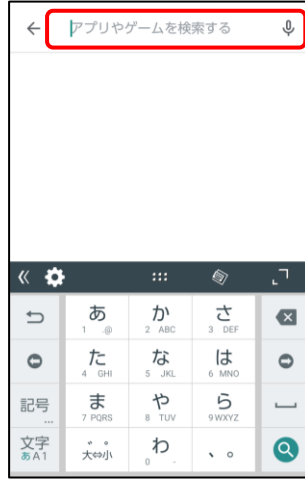 アプリやゲームを検索する
あ か さ
1 .@ 2 ABC 3 DEF
た な は
4 GHI 5 JKL 6 MNO
記号 ま や ら
... 7 PQRS 8 TUV 9 WXYZ
文字 ゛゜ わ 、。
あA1 大⇔小 0 -